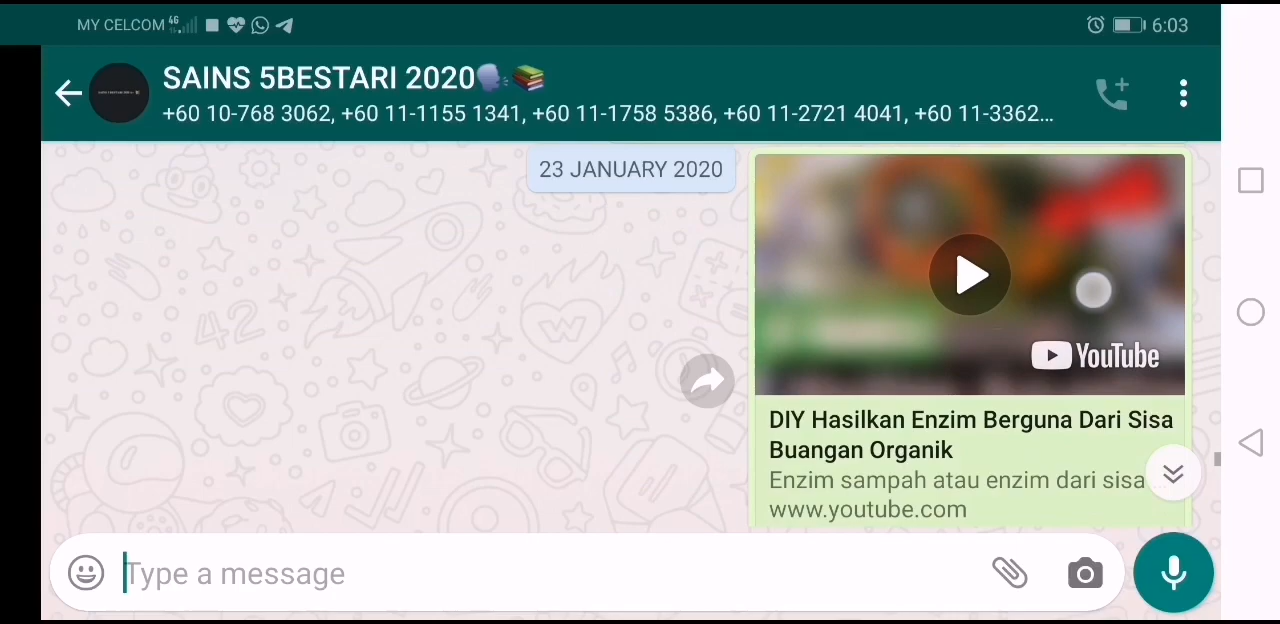 MY CELCOM 4G
6:03
SAINS 5BESTARI 2020🗣️📚
+60 10-768 3062, +60 11-1155 1341, +60 11-1758 5386, +60 11-2721 4041, +60 11-3362...
23 JANUARY 2020
YouTube
DIY Hasilkan Enzim Berguna Dari Sisa
Buangan Organik
Enzim sampah atau enzim dari sisa ...
www.youtube.com
Type a message